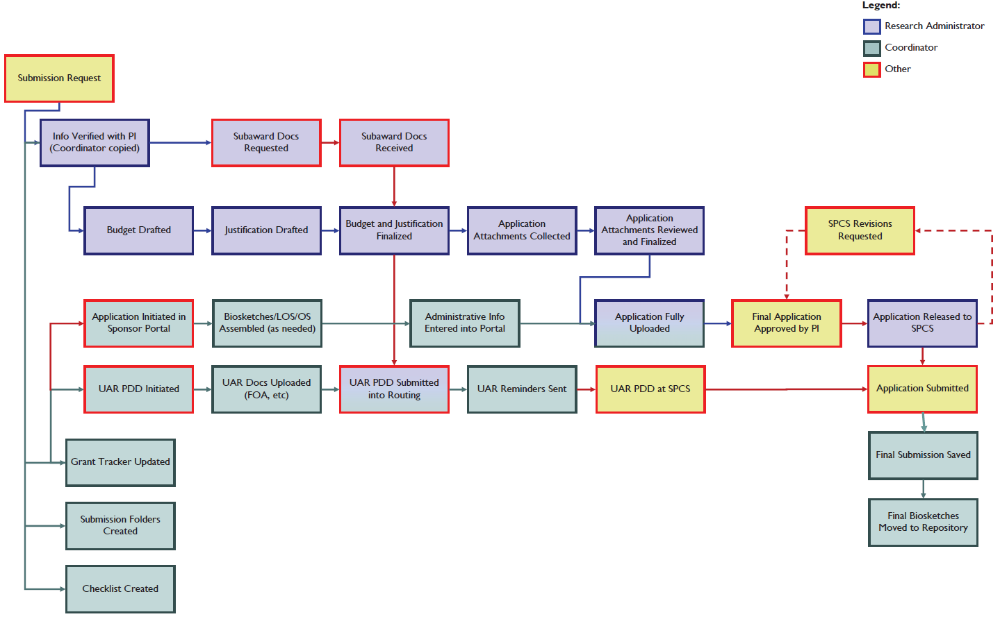 Legend:
Research Administrator
Coordinator
Other
Submission Request
Info Verified with PI
(Coordinator copied)
Subaward Docs
Requested
Subaward Docs
Received
Budget Drafted
Justification Drafted
Budget and Justification
Finalized
Application
Attachments Collected
Application
Attachments Reviewed
and Finalized
SPCS Revisions
Requested
Application Initiated in
Sponsor Portal
Biosketches/LOS/OS
Assembled (as needed)
Administrative Info
Entered into Portal
Application Fully
Uploaded
Final Application
Approved by PI
Application Released to
SPCS
UAR PDD Initiated
UAR Docs Uploaded
(FOA, etc)
UAR PDD Submitted
into Routing
UAR Reminders Sent
UAR PDD at SPCS
Application Submitted
Grant Tracker Updated
Final Submission Saved
Submission Folders
Created
Final Biosketches
Moved to Repository
Checklist Created